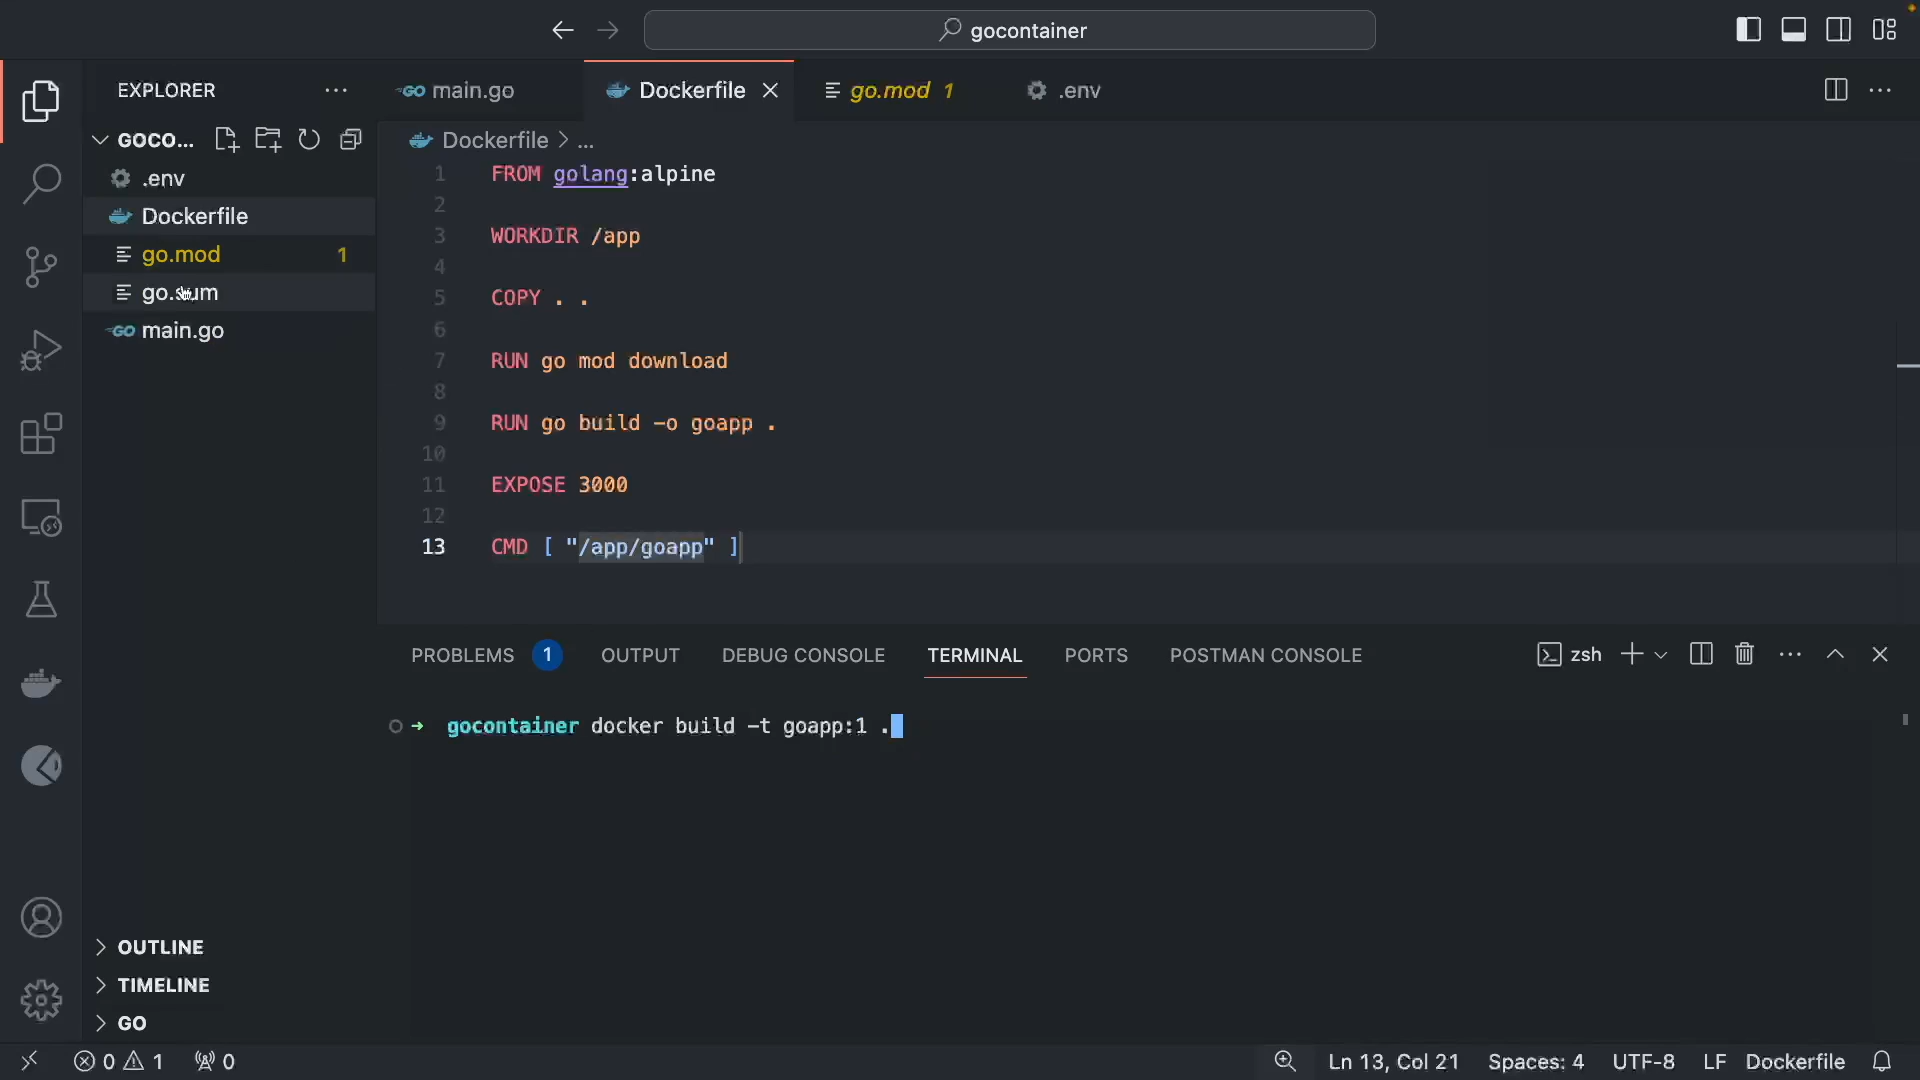 gocontainer
EXPLORER
main.go
Dockerfile
go.mod 1
.env
GOCO...
Dockerfile > ...
.env
Dockerfile
go.mod 1
go.sum
main.go
1 FROM golang:alpine
2
3 WORKDIR /app
4
5 COPY . .
6
7 RUN go mod download
8
9 RUN go build -o goapp .
10
11 EXPOSE 3000
12
13 CMD [ "/app/goapp" ]
PROBLEMS 1 OUTPUT DEBUG CONSOLE TERMINAL PORTS POSTMAN CONSOLE
zsh
gocontainer docker build -t goapp:1 .
OUTLINE
TIMELINE
GO
0 1 0
Ln 13, Col 21 Spaces: 4 UTF-8 LF Dockerfile